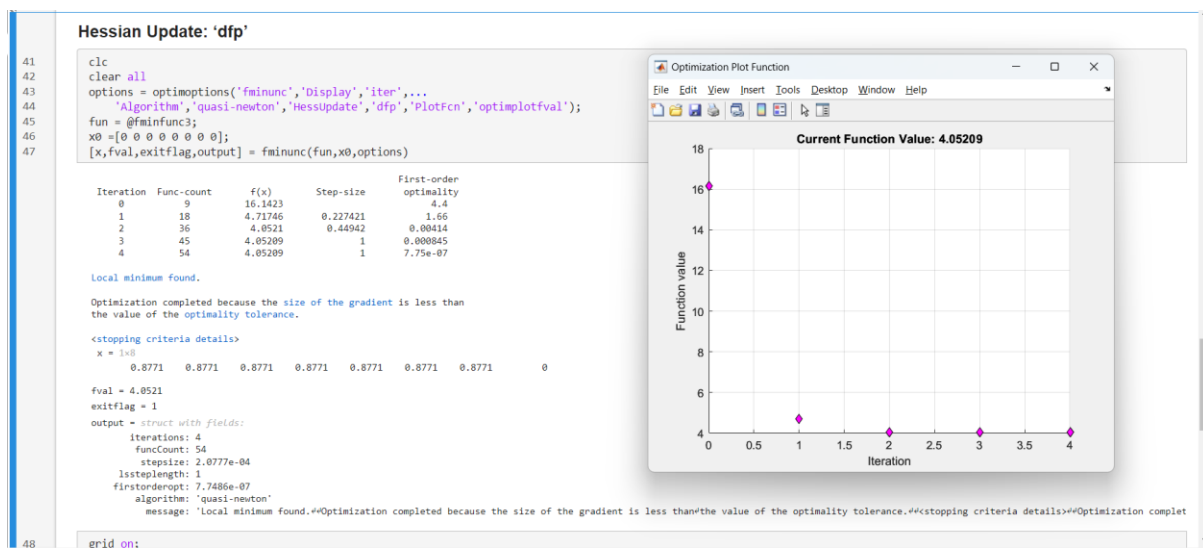 Hessian Update: ‘dfp’
41 clc
42 clear all
43 options = optimoptions('fminunc','Display','iter',...
44 'Algorithm','quasi-newton','HessUpdate','dfp','PlotFcn','optimplotfval');
45 fun = @fminfunc3;
46 x0 =[0 0 0 0 0 0 0 0];
47 [x,fval,exitflag,output] = fminunc(fun,x0,options)
First-order
Iteration Func-count f(x) Step-size optimality
0 9 16.1423 4.4
1 18 4.71746 0.227421 1.66
2 36 4.0521 0.44942 0.00414
3 45 4.05209 1 0.000845
4 54 4.05209 1 7.75e-07
Local minimum found.
Optimization completed because the size of the gradient is less than
the value of the optimality tolerance.
<stopping criteria details>
x = 1×8
0.8771 0.8771 0.8771 0.8771 0.8771 0.8771 0.8771 0
fval = 4.0521
exitflag = 1
output = struct with fields:
iterations: 4
funcCount: 54
stepsize: 2.0777e-04
lssteplength: 1
firstorderopt: 7.7486e-07
algorithm: 'quasi-newton'
message: 'Local minimum found.↵↵Optimization completed because the size of the gradient is less than↵the value of the optimality tolerance.↵↵<stopping criteria details>↵↵Optimization complet
48 grid on;
Optimization Plot Function
File Edit View Insert Tools Desktop Window Help
Current Function Value: 4.05209
18
16
14
12
10
8
6
4
Function value
0 0.5 1 1.5 2 2.5 3 3.5 4
Iteration